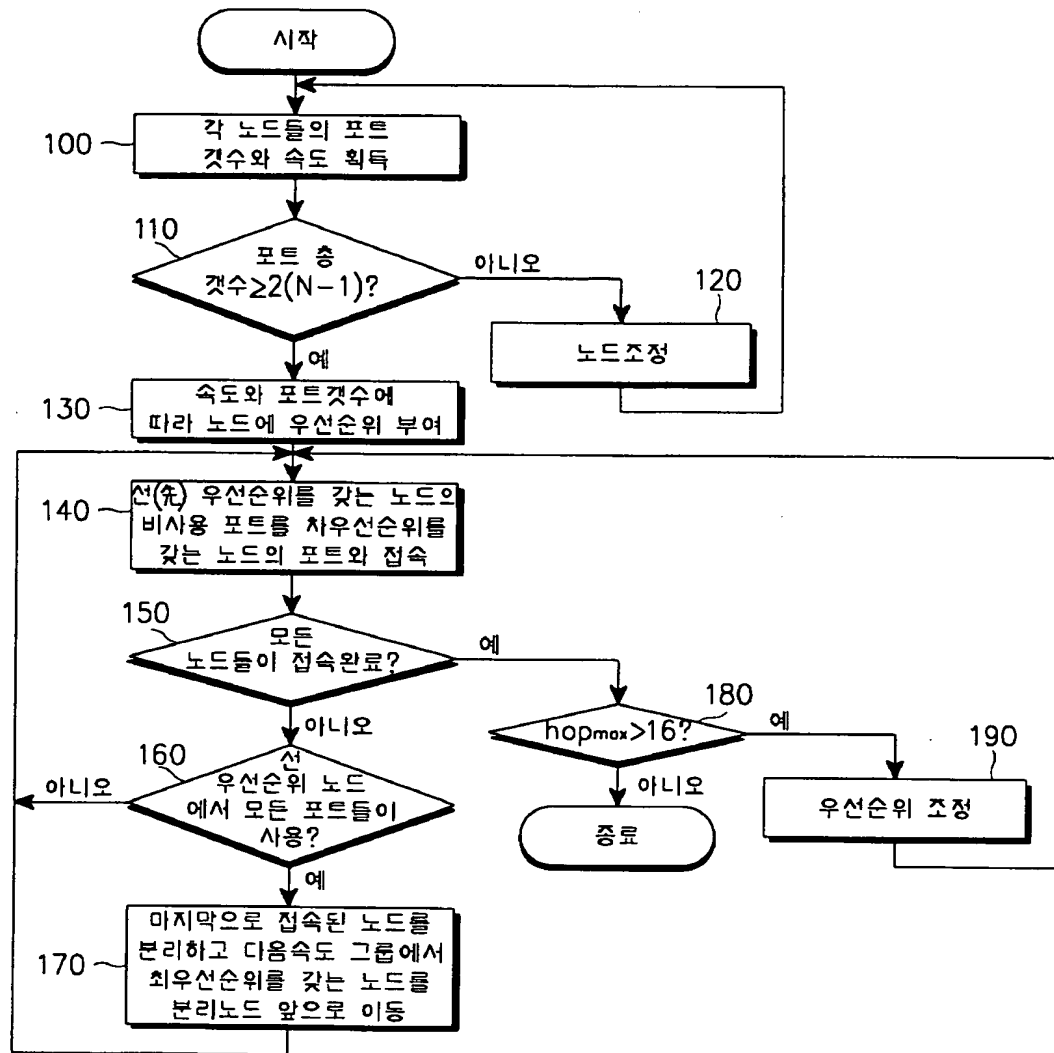 시작
100
각 노드들의 포트
갯수와 속도 획득
110
포트 총
갯수≥2(N-1)?
아니오
120
노드조정
예
130
속도와 포트갯수에
따라 노드에 우선순위 부여
140
선(先) 우선순위를 갖는 노드의
비사용 포트를 차우선순위를
갖는 노드의 포트와 접속
150
모든
노드들이 접속완료?
예
아니오
180
hopmax>16?
예
190
우선순위 조정
아니오
종료
160
선
우선순위 노드
에서 모든 포트들이
사용?
아니오
예
170
마지막으로 접속된 노드를
분리하고 다음속도 그룹에서
최우선순위를 갖는 노드를
분리노드 앞으로 이동